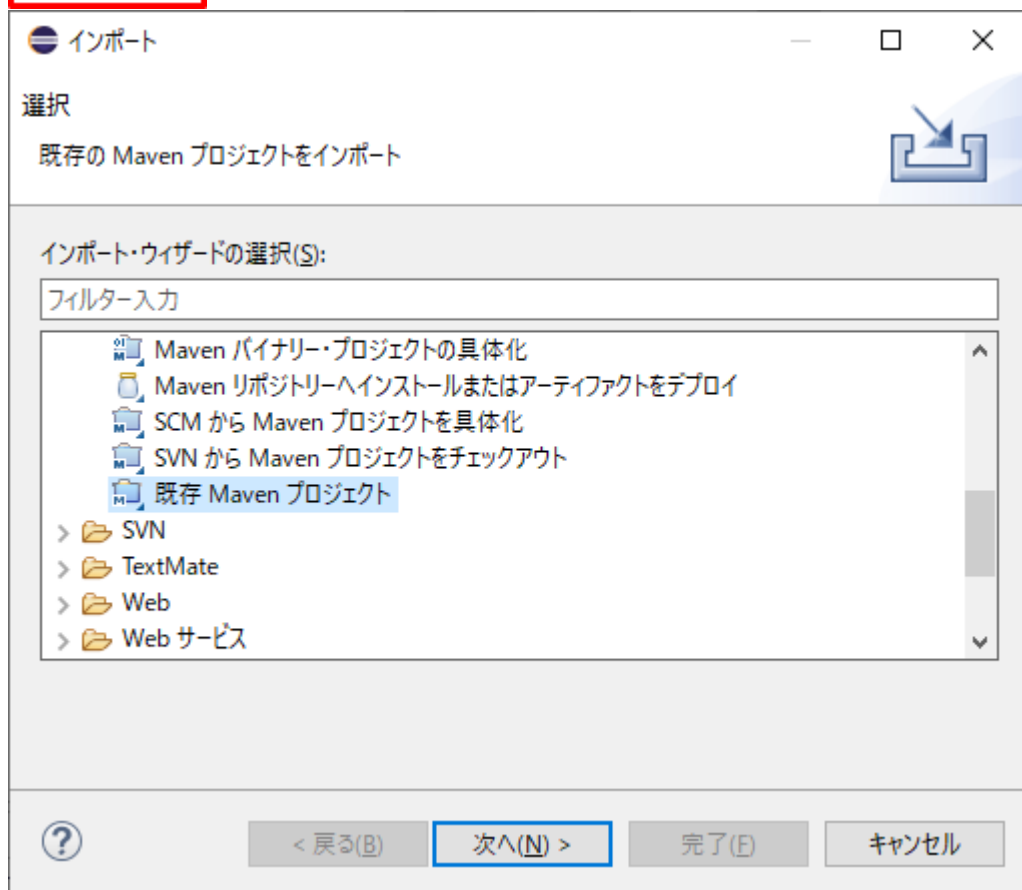 インポート
選択
既存の Maven プロジェクトをインポート
インポート・ウィザードの選択(S):
フィルター入力
Maven バイナリー・プロジェクトの具体化
Maven リポジトリーへインストールまたはアーティファクトをデプロイ
SCM から Maven プロジェクトを具体化
SVN から Maven プロジェクトをチェックアウト
既存 Maven プロジェクト
SVN
TextMate
Web
Web サービス
< 戻る(B) 次へ(N) > 完了(F) キャンセル